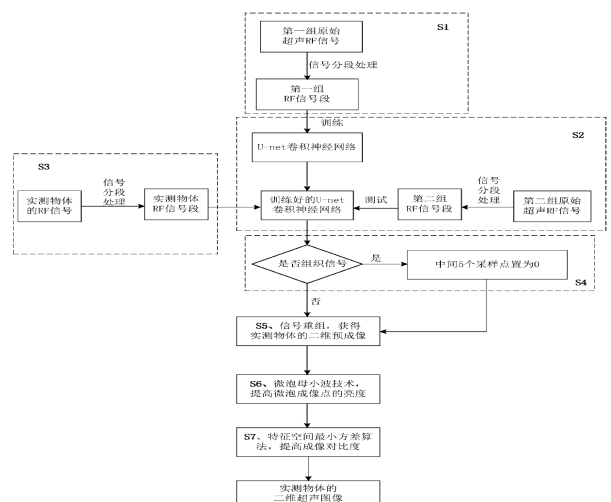 S1
第一组原始
超声RF信号
信号分段处理
第一组
RF信号段
训练
S2
U-net卷积神经网络
S3
实测物体
的RF信号
信号
分段
处理
实测物体
RF信号段
训练好的U-net
卷积神经网络
测试
第二组
RF信号段
信号
分段
处理
第二组原始
超声RF信号
是否组织信号
是
中间5个采样点置为0
S4
否
S5、信号重组，获得
实测物体的二维预成像
S6、微泡母小波技术，
提高微泡成像点的亮度
S7、特征空间最小方差算
法，提高成像对比度
实测物体的
二维超声图像